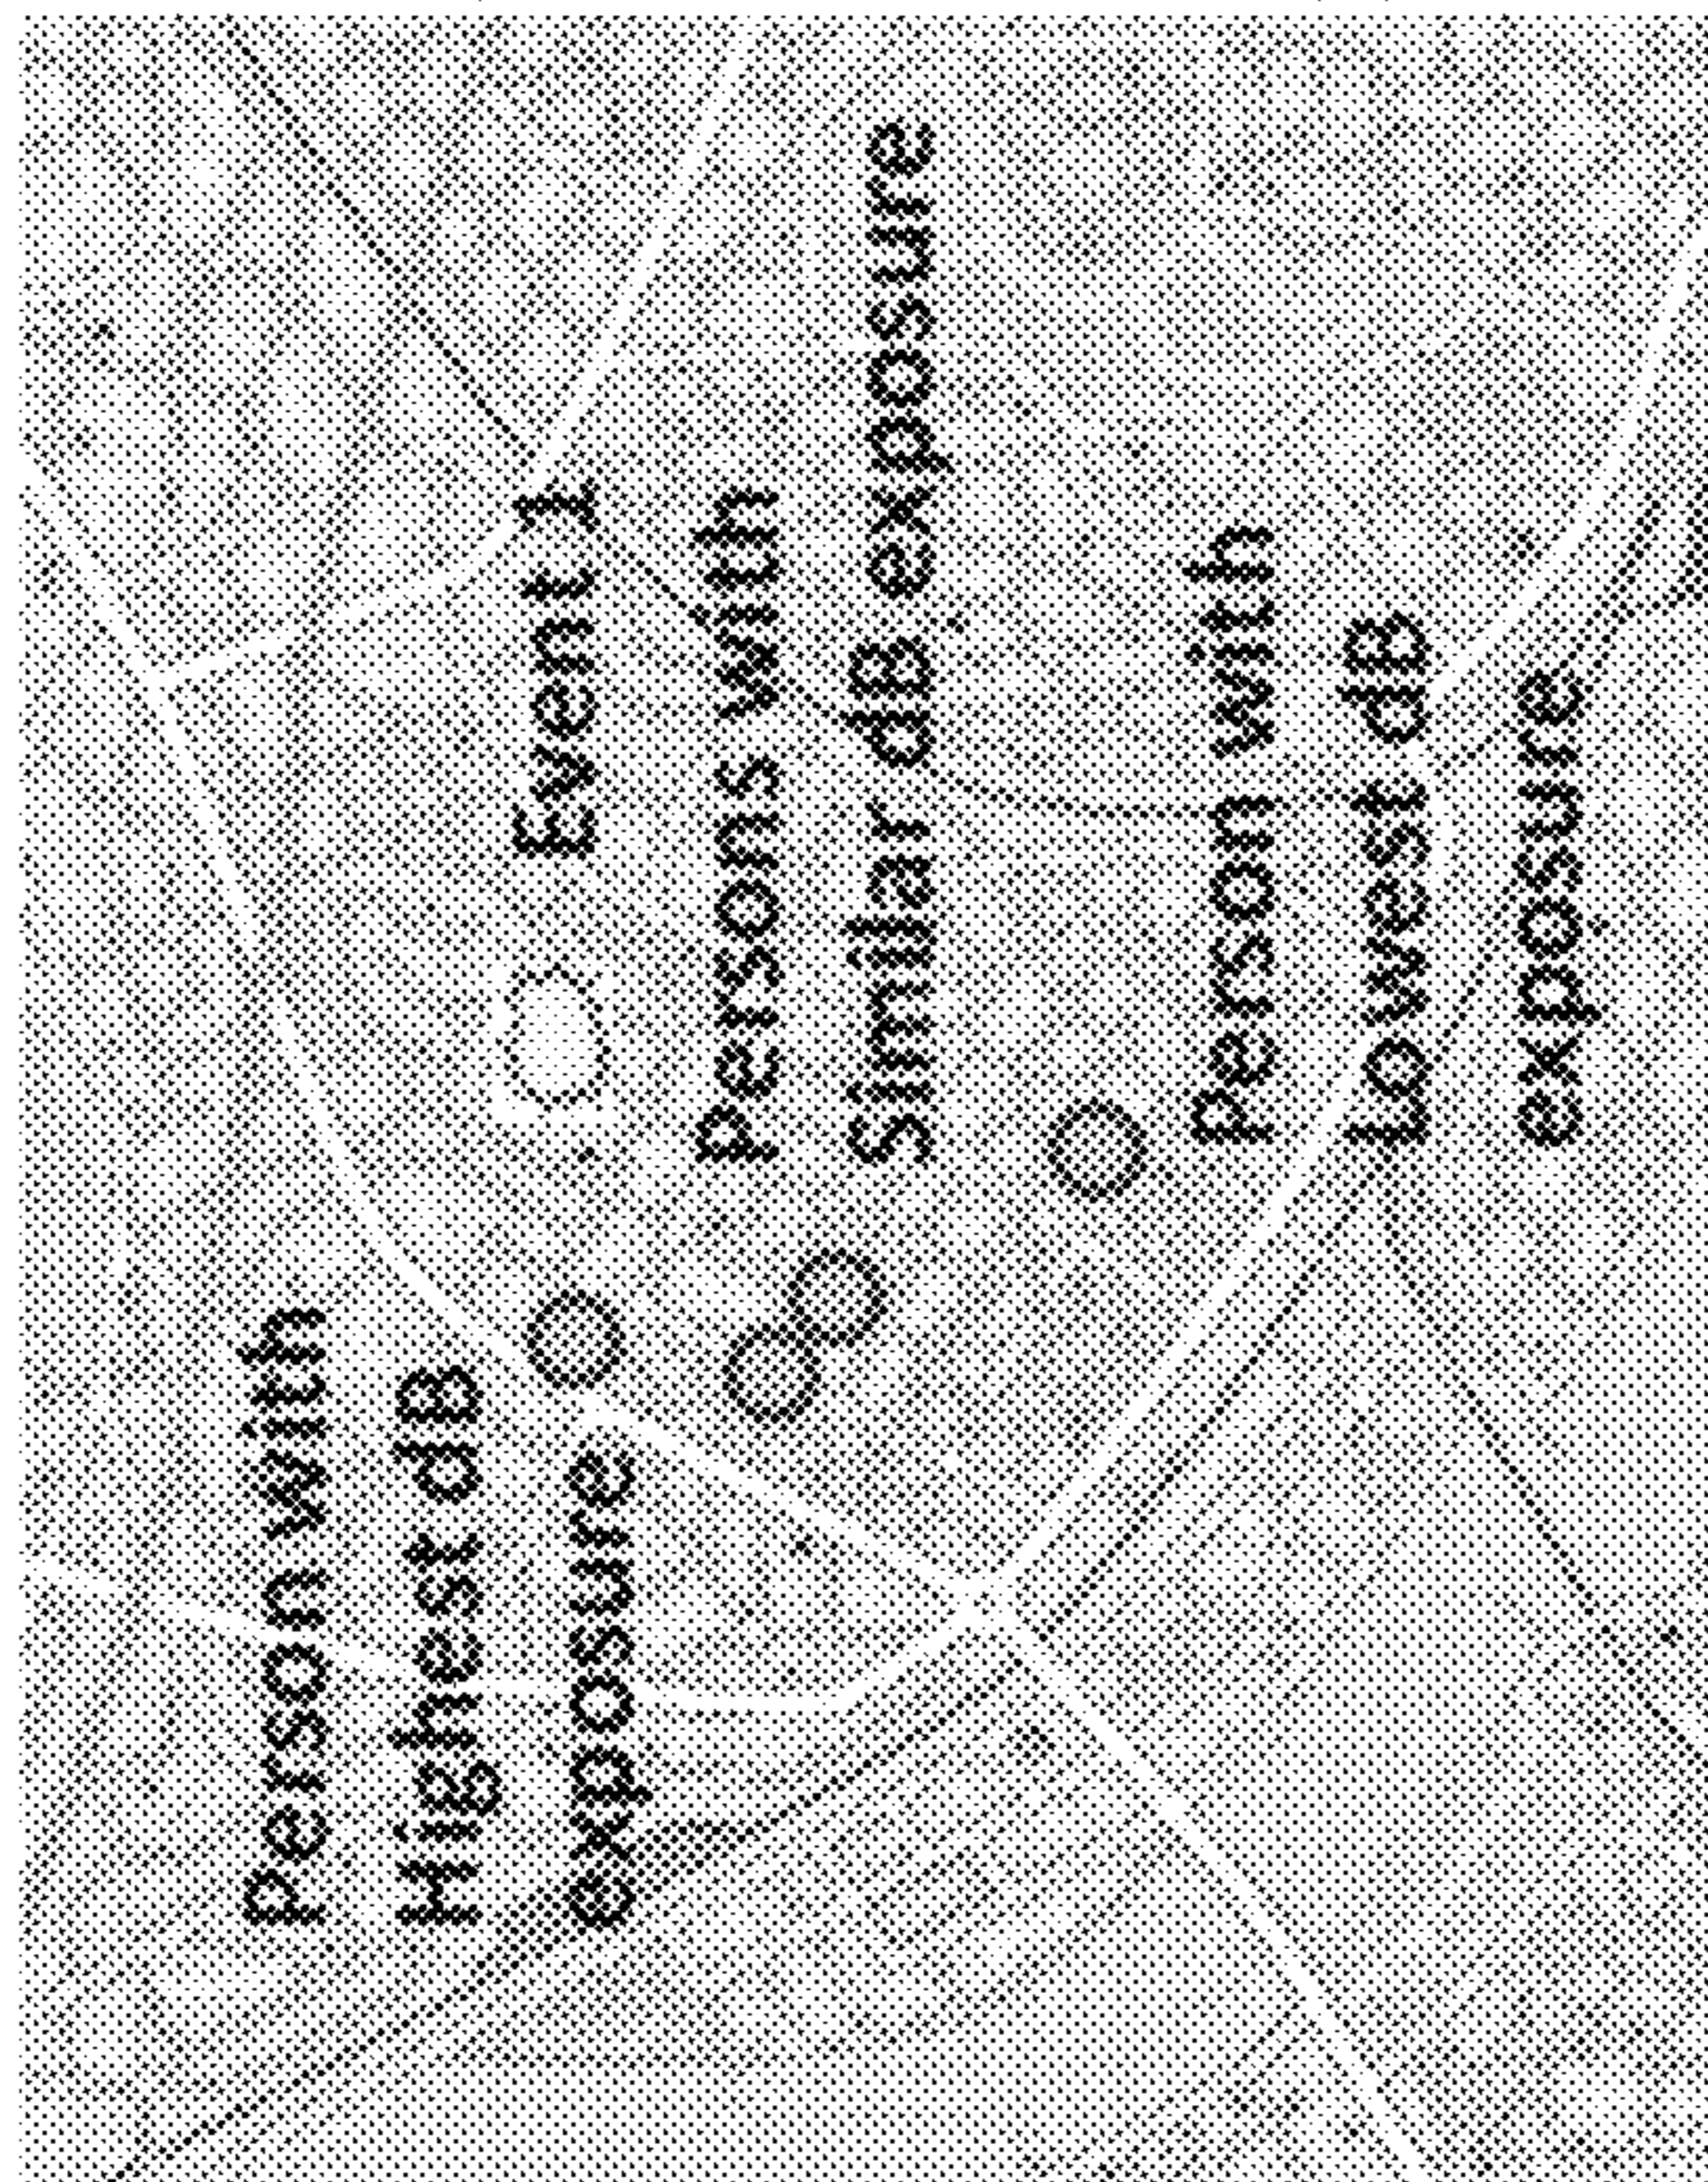 Person with
Highest dB
exposure
Event 1
Persons with
Similar dB exposure
Person with
Lowest dB
exposure